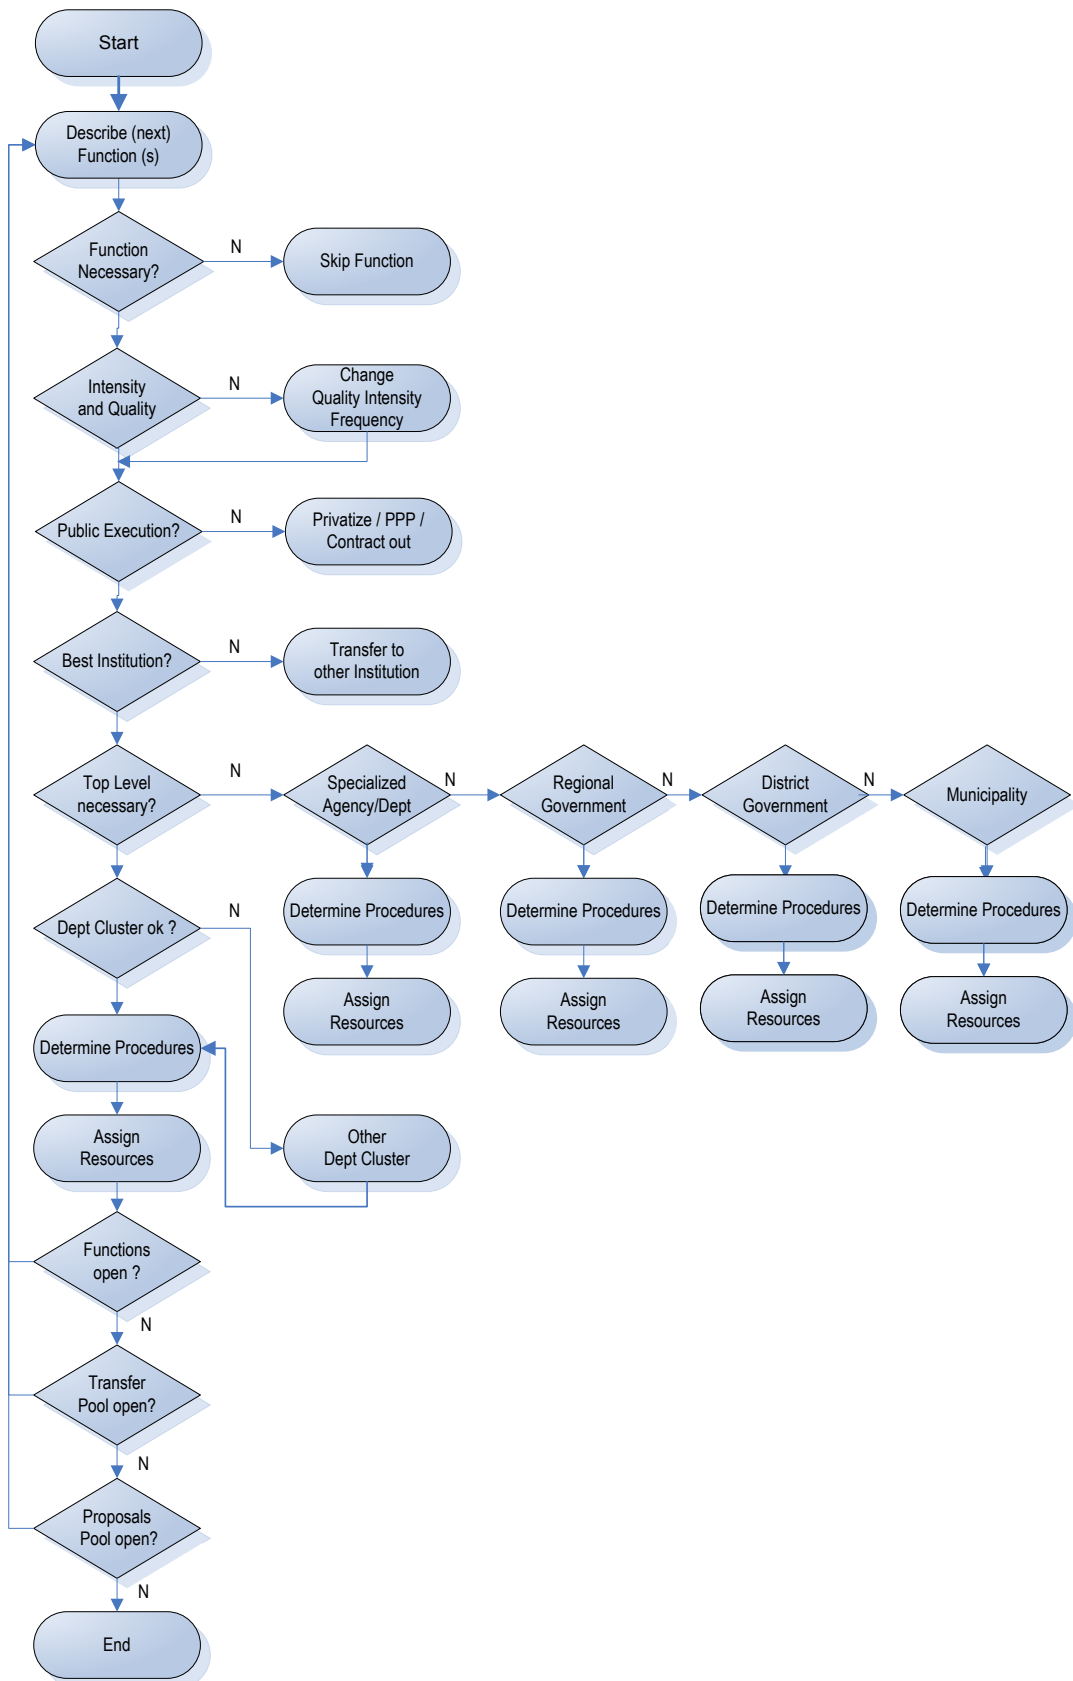 Start
Describe (next)
Function (s)
Function
Necessary?
N
Skip Function
Intensity
and Quality
N
Change
Quality Intensity
Frequency
Public Execution?
N
Privatize / PPP /
Contract out
Best Institution?
N
Transfer to
other Institution
Top Level
necessary?
N
Specialized
Agency/Dept
N
Regional
Government
N
District
Government
N
Municipality
Dept Cluster ok ?
N
Determine Procedures
Determine Procedures
Determine Procedures
Determine Procedures
Assign
Resources
Assign
Resources
Assign
Resources
Assign
Resources
Determine Procedures
Assign
Resources
Other
Dept Cluster
Functions
open ?
N
Transfer
Pool open?
N
Proposals
Pool open?
N
End